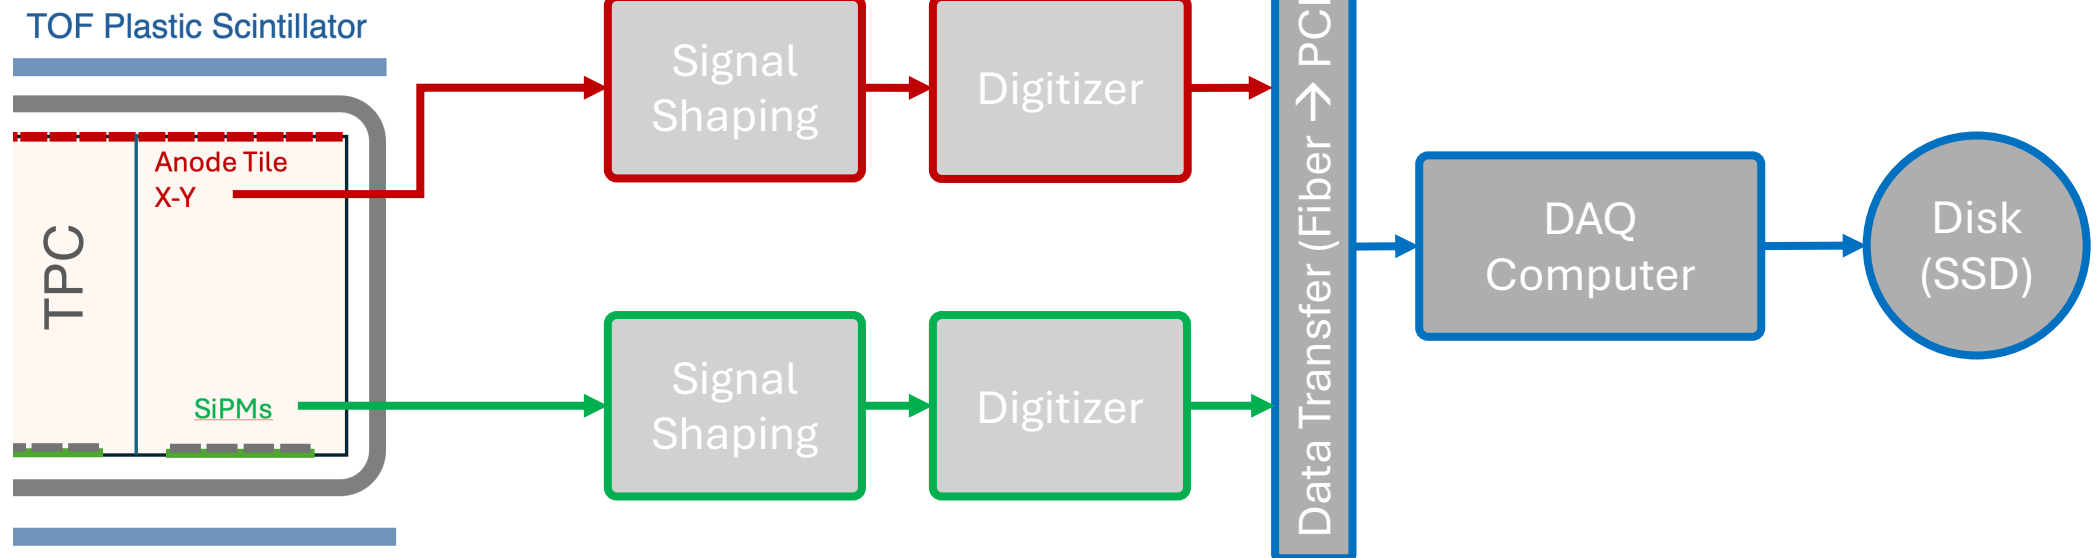 TOF Plastic Scintillator
Anode Tile
X-Y
TPC
SiPMs
Signal
Shaping
Digitizer
Signal
Shaping
Digitizer
Data Transfer (Fiber → PCI
DAQ
Computer
Disk
(SSD)